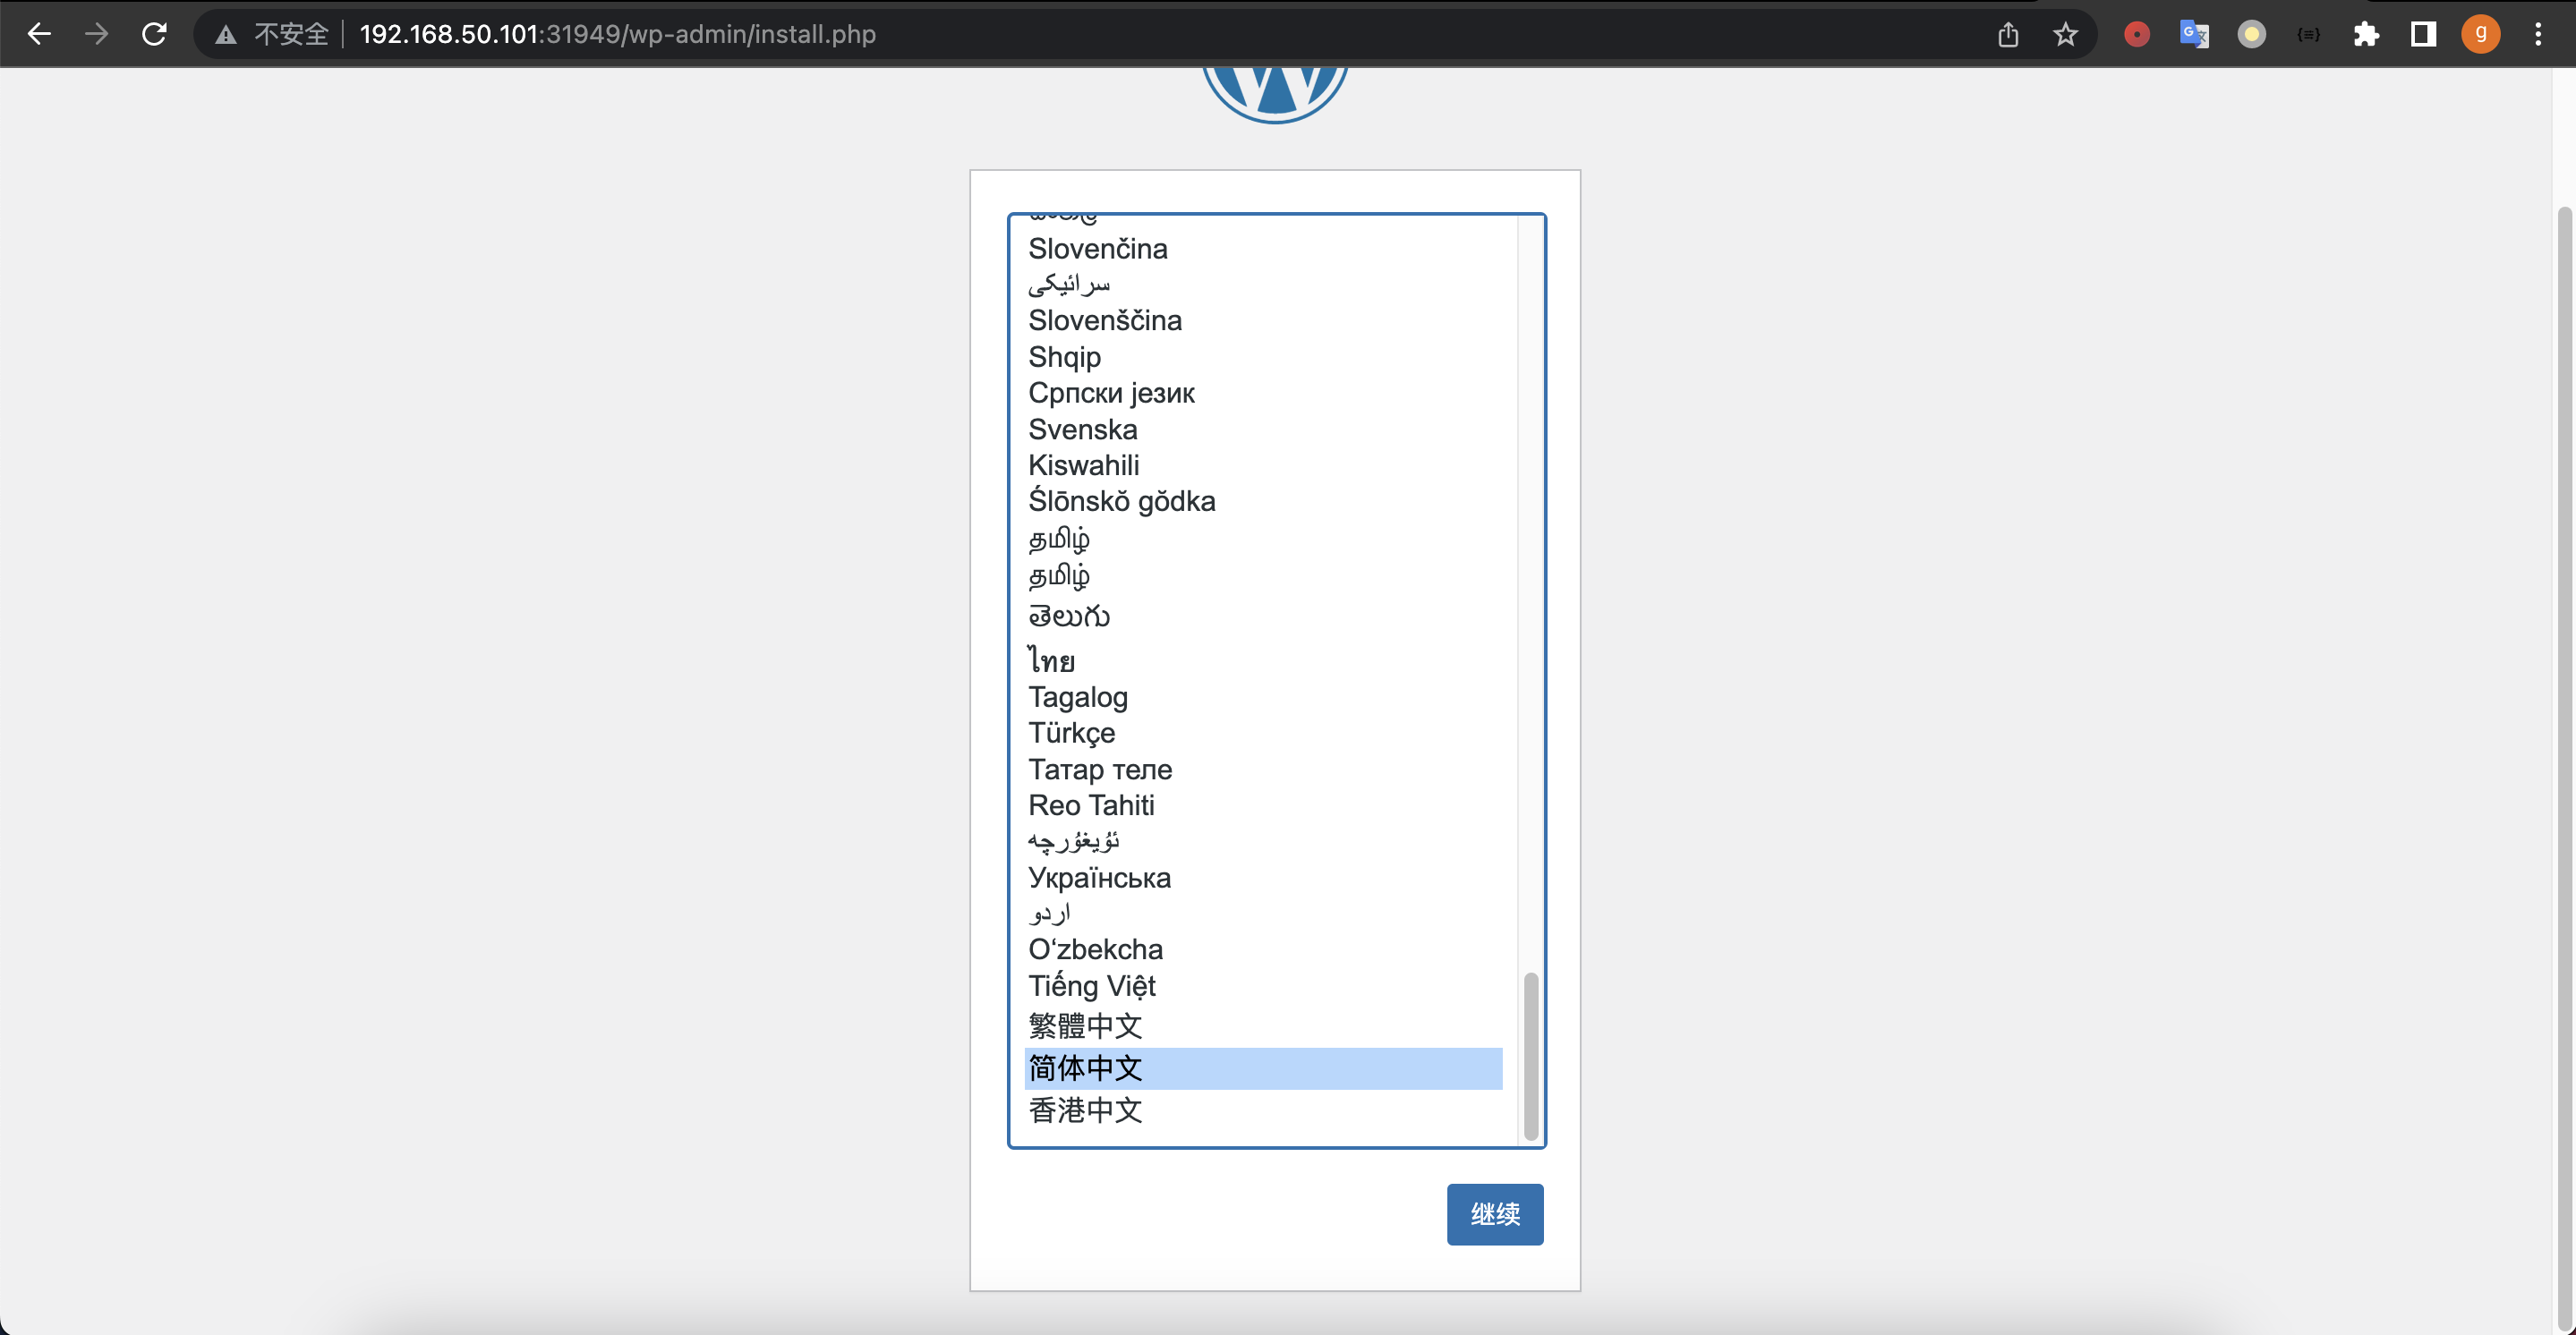 不安全 192.168.50.101:31949/wp-admin/install.php
g
Slovenčina
سرائیکی
Slovenščina
Shqip
Српски језик
Svenska
Kiswahili
Ślōnskŏ gŏdka
தமிழ்
தமிழ்
తెలుగు
ไทย
Tagalog
Türkçe
Татар теле
Reo Tahiti
ئۇيغۇرچە
Українська
اردو
O‘zbekcha
Tiếng Việt
繁體中文
简体中文
香港中文
继续